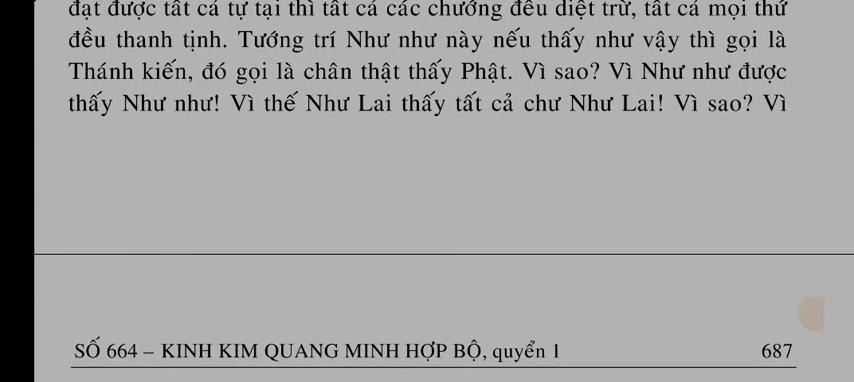 đạt được tất cả tự tại thì tất cả các chướng đều diệt trừ, tất cả mọi thứ
đều thanh tịnh. Tướng trí Như như này nếu thấy như vậy thì gọi là
Thánh kiến, đó gọi là chân thật thấy Phật. Vì sao? Vì Như như được
thấy Như như! Vì thế Như Lai thấy tất cả chư Như Lai! Vì sao? Vì
SỐ 664 – KINH KIM QUANG MINH HỢP BỘ, quyển 1 687